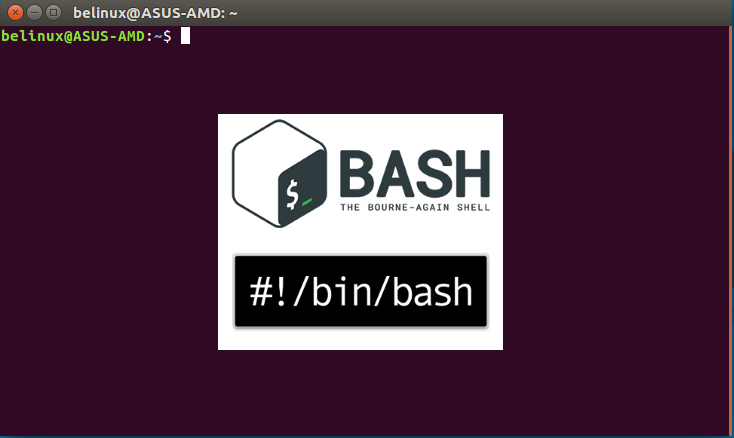 belinux@ASUS-AMD: ~
belinux@ASUS-AMD:~$
$_
BASH
THE BOURNE-AGAIN SHELL
#!/bin/bash